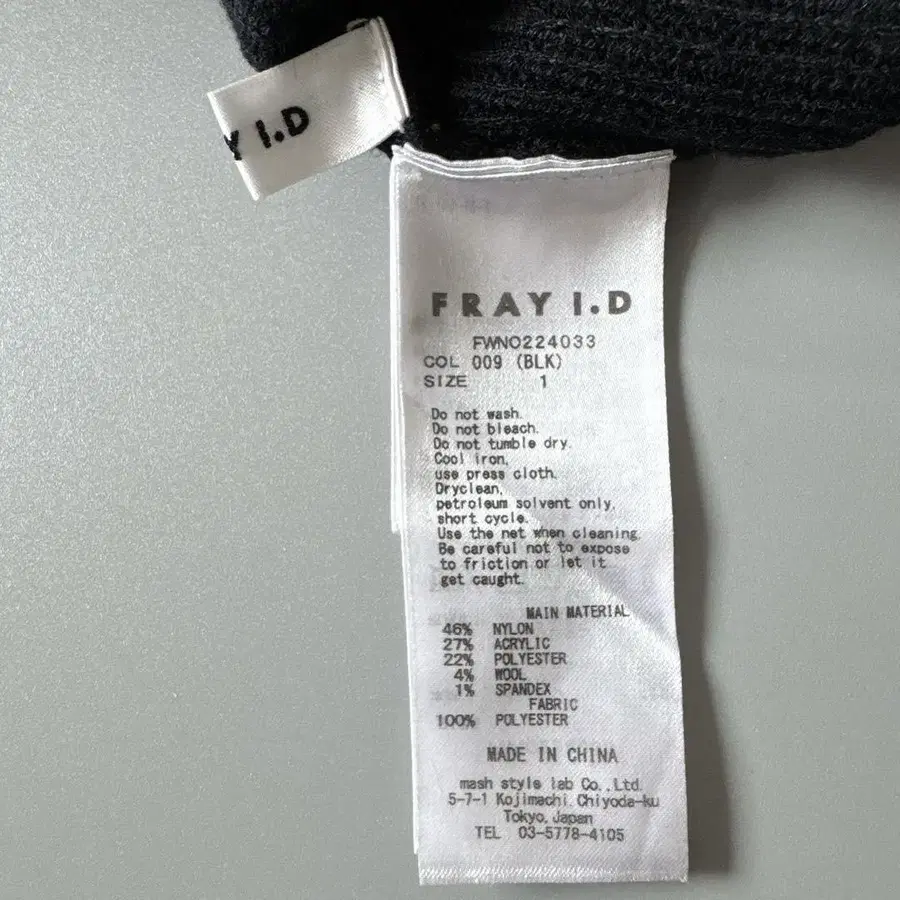 Y I.D
FRAY I.D
FWNO224033
COL 009 (BLK)
SIZE 1
Do not wash.
Do not bleach.
Do not tumble dry.
Cool iron,
use press cloth.
Dryclean,
petroleum solvent only,
short cycle.
Use the net when cleaning.
Be careful not to expose
to friction or let it
get caught.
MAIN MATERIAL
46% NYLON
27% ACRYLIC
22% POLYESTER
4% WOOL
1% SPANDEX
FABRIC
100% POLYESTER
MADE IN CHINA
mash style lab Co.,Ltd.
5-7-1 Kojimachi.Chiyoda-ku
Tokyo,Japan
TEL 03-5778-4105